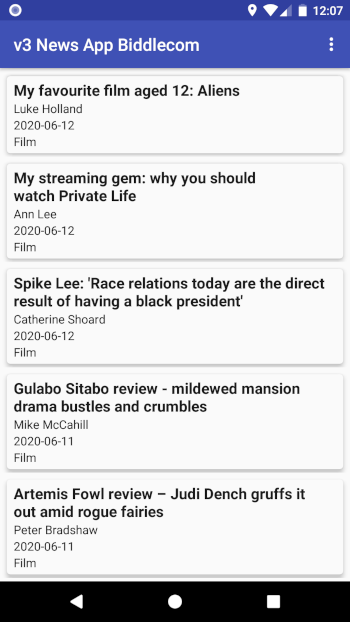 12:07
v3 News App Biddlecom
My favourite film aged 12: Aliens
Luke Holland
2020-06-12
Film
My streaming gem: why you should
watch Private Life
Ann Lee
2020-06-12
Film
Spike Lee: 'Race relations today are the direct
result of having a black president'
Catherine Shoard
2020-06-12
Film
Gulabo Sitabo review - mildewed mansion
drama bustles and crumbles
Mike McCahill
2020-06-11
Film
Artemis Fowl review – Judi Dench gruffs it
out amid rogue fairies
Peter Bradshaw
2020-06-11
Film